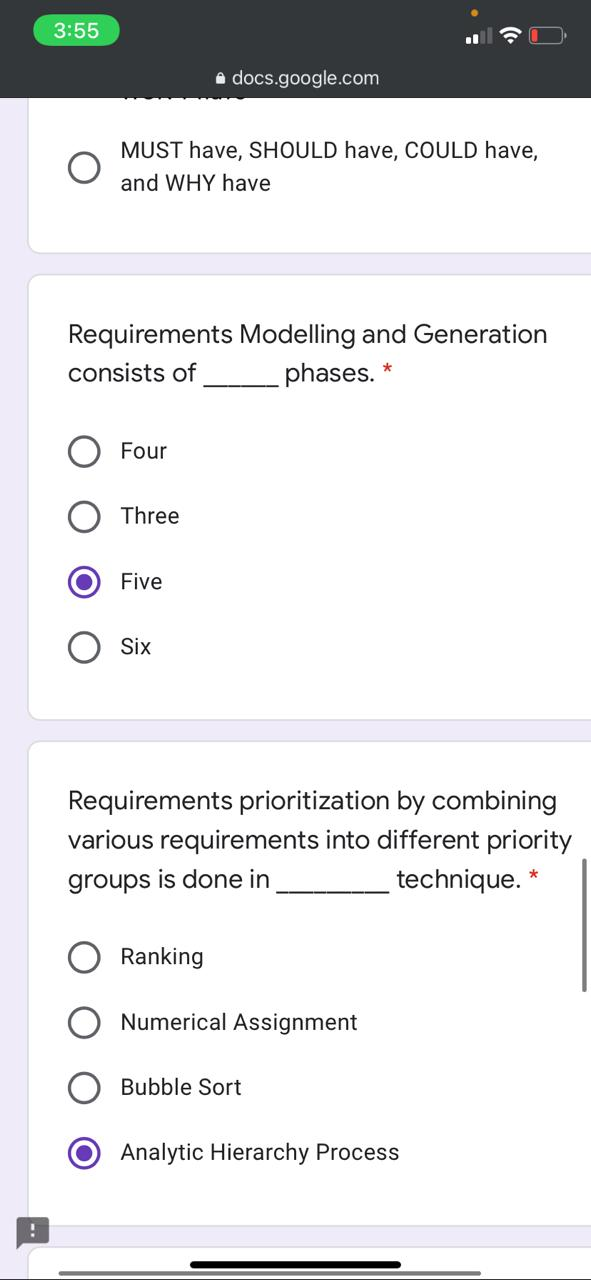 3:55
docs.google.com
MUST have, SHOULD have, COULD have,
and WHY have
Requirements Modelling and Generation
consists of ______ phases. *
Four
Three
Five
Six
Requirements prioritization by combining
various requirements into different priority
groups is done in _________ technique. *
Ranking
Numerical Assignment
Bubble Sort
Analytic Hierarchy Process